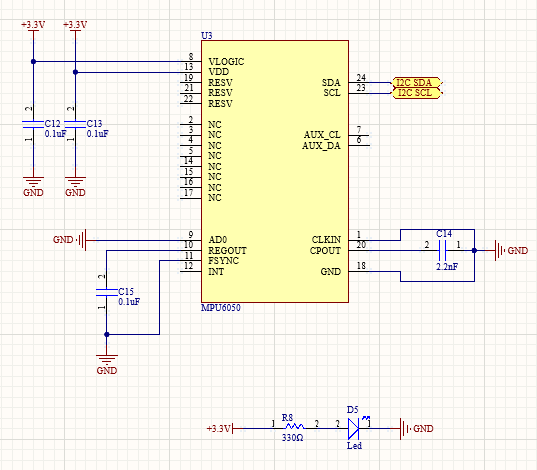 +3.3V +3.3V
U3
8 VLOGIC
13 VDD
19 RESV SDA 24 I2C SDA
21 RESV SCL 23 I2C SCL
22 RESV
2 C12 2 C13
1 0.1uF 1 0.1uF
2 NC
3 NC AUX_CL 7
4 NC AUX_DA 6
5 NC
14 NC
15 NC
16 NC
17 NC
GND GND
GND 9 AD0 CLKIN 1
10 REGOUT CPOUT 20
11 FSYNC
12 INT GND 18
C14
2 1
2.2nF
GND
2 C15
1 0.1uF
MPU6050
GND
R8 D5
+3.3V 1 2 2 1 GND
330Ω Led